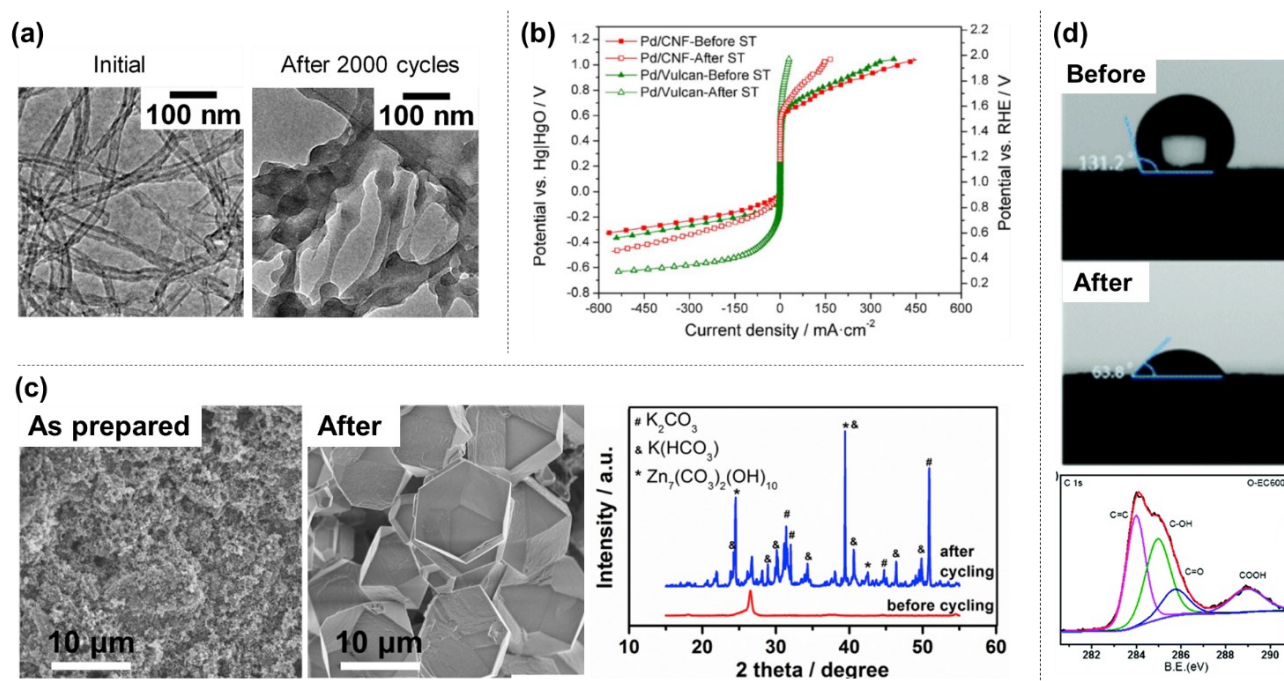 (a)
Initial
After 2000 cycles
100 nm
100 nm
(b)
Pd/CNF-Before ST
Pd/CNF-After ST
Pd/Vulcan-Before ST
Pd/Vulcan-After ST
Potential vs. Hg|HgO / V
1.2
1.0
0.8
0.6
0.4
0.2
0.0
-0.2
-0.4
-0.6
-0.8
Potential vs. RHE / V
2.0
1.8
1.6
1.4
1.2
1.0
0.8
0.6
0.4
0.2
-600 -450 -300 -150 0 150 300 450 600
Current density / mA·cm⁻²
(c)
As prepared
10 µm
After
10 µm
Intensity / a.u.
# K₂CO₃
& K(HCO₃)
* Zn₇(CO₃)₂(OH)₁₀
& * & # # & & * & & * # & & #
after
cycling
before cycling
10 15 20 25 30 35 40 45 50 55 60
2 theta / degree
(d)
Before
131.2°
After
63.8°
C 1s
O-EC600
C=C
C-OH
C=O
COOH
282 284 286 288 290
B.E.(eV)